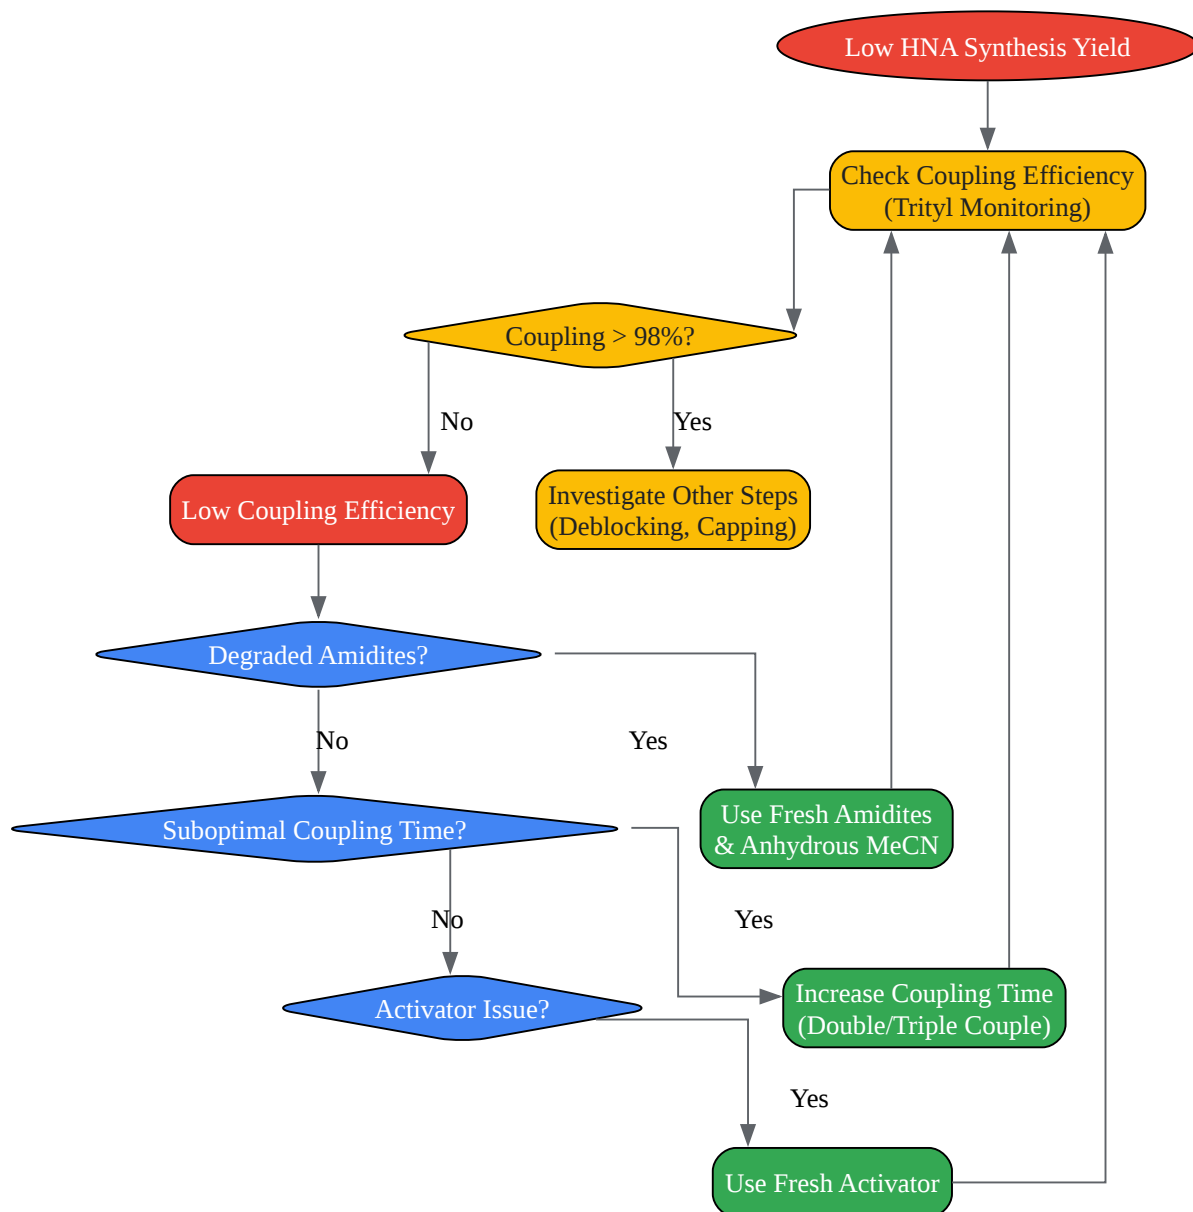 Low HNA Synthesis Yield
Check Coupling Efficiency
(Trityl Monitoring)
Coupling > 98%?
No
Yes
Low Coupling Efficiency
Investigate Other Steps
(Deblocking, Capping)
Degraded Amidites?
No
Yes
Use Fresh Amidites
& Anhydrous MeCN
Suboptimal Coupling Time?
No
Yes
Increase Coupling Time
(Double/Triple Couple)
Activator Issue?
Yes
Use Fresh Activator